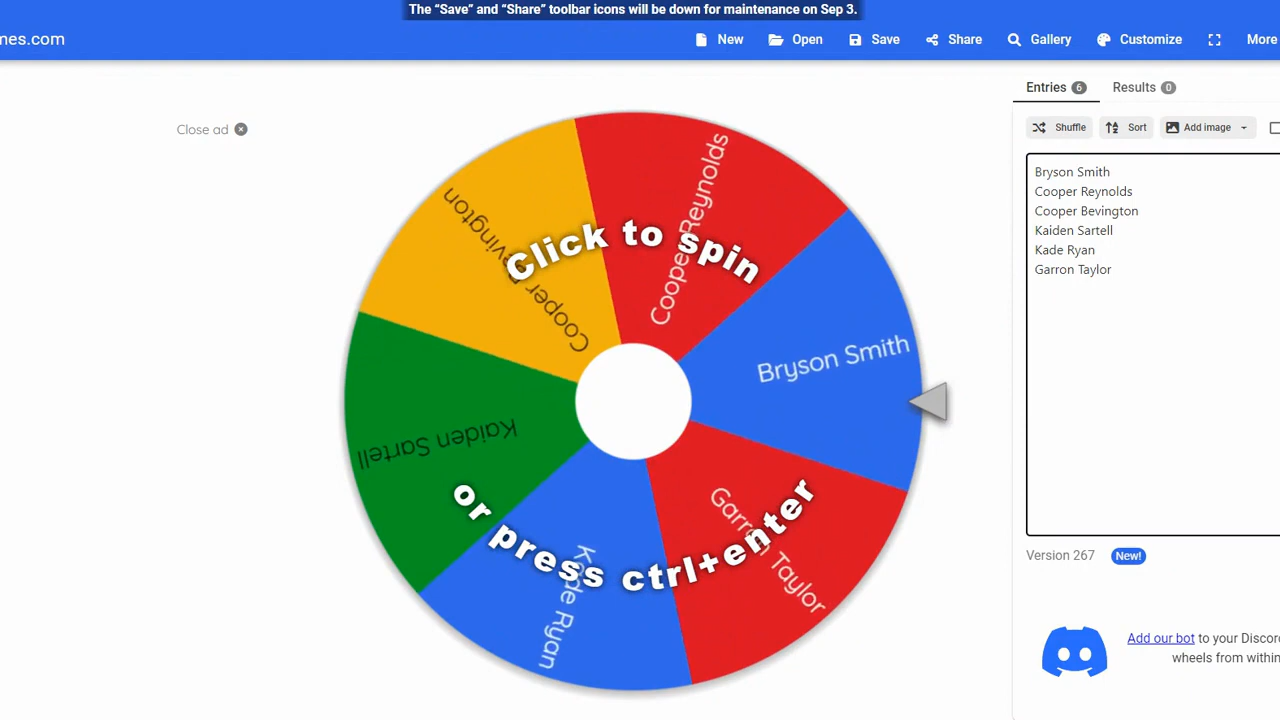 The “Save” and “Share” toolbar icons will be down for maintenance on Sep 3.
mes.com
New
Open
Save
Share
Gallery
Customize
More
Close ad
Entries 6
Results 0
Shuffle
Sort
Add image
Bryson Smith
Cooper Reynolds
Cooper Bevington
Kaiden Sartell
Kade Ryan
Garron Taylor
Click to spin
or press ctrl+enter
Cooper Reynolds
Bryson Smith
Garron Taylor
Kade Ryan
Kaiden Sartell
Cooper Bevington
Version 267
New!
Add our bot to your Discor
wheels from within